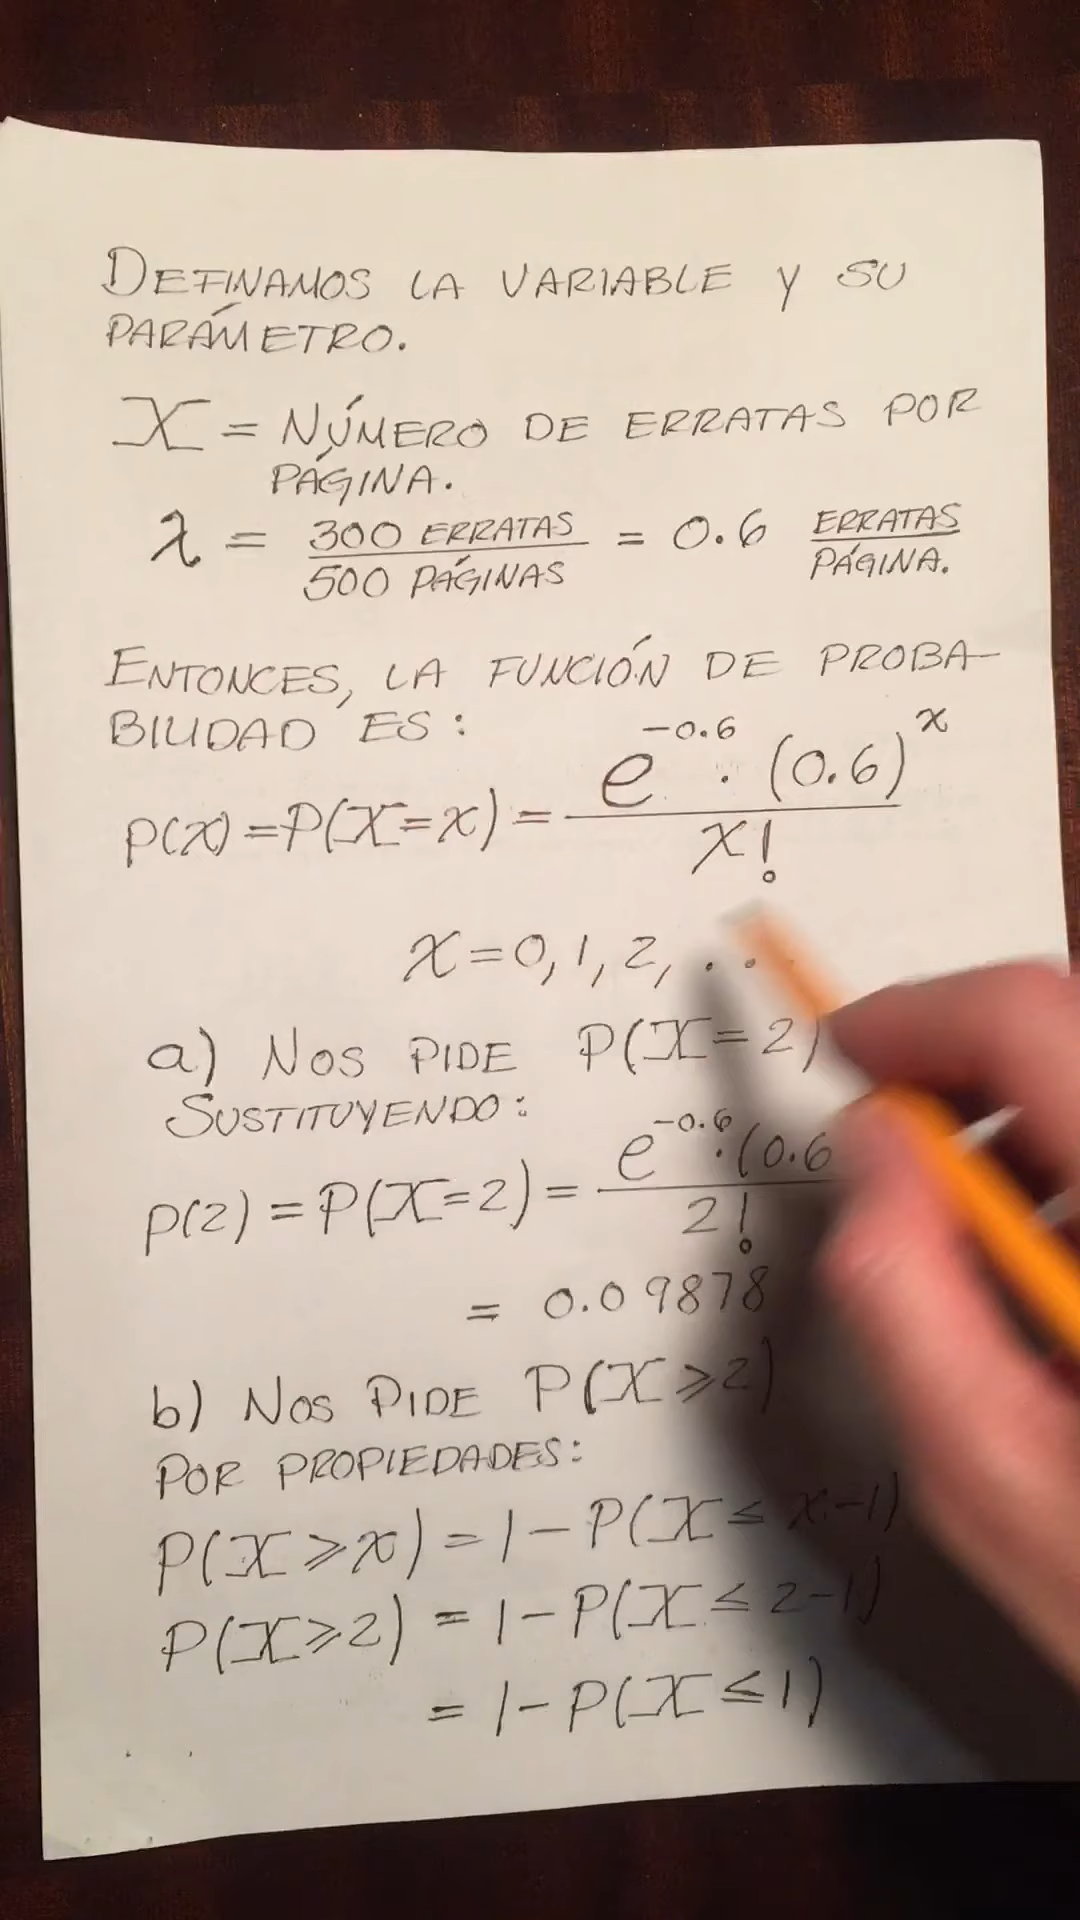 DEFINAMOS LA VARIABLE Y SU
PARÁMETRO.
X = NÚMERO DE ERRATAS POR
PÁGINA.
λ = 300 ERRATAS / 500 PÁGINAS = 0.6 ERRATAS / PÁGINA.
ENTONCES, LA FUNCIÓN DE PROBA-
BILIDAD ES:
p(x) = P(X = x) = e^-0.6 · (0.6)^x / x!
x = 0, 1, 2, ...
a) NOS PIDE P(X = 2)
SUSTITUYENDO:
p(2) = P(X = 2) = e^-0.6 · (0.6 / 2!
= 0.09878
b) NOS PIDE P(X ⩾ 2)
POR PROPIEDADES:
P(X ⩾ x) = 1 - P(X ≤ x - 1)
P(X ⩾ 2) = 1 - P(X ≤ 2 - 1)
= 1 - P(X ≤ 1)